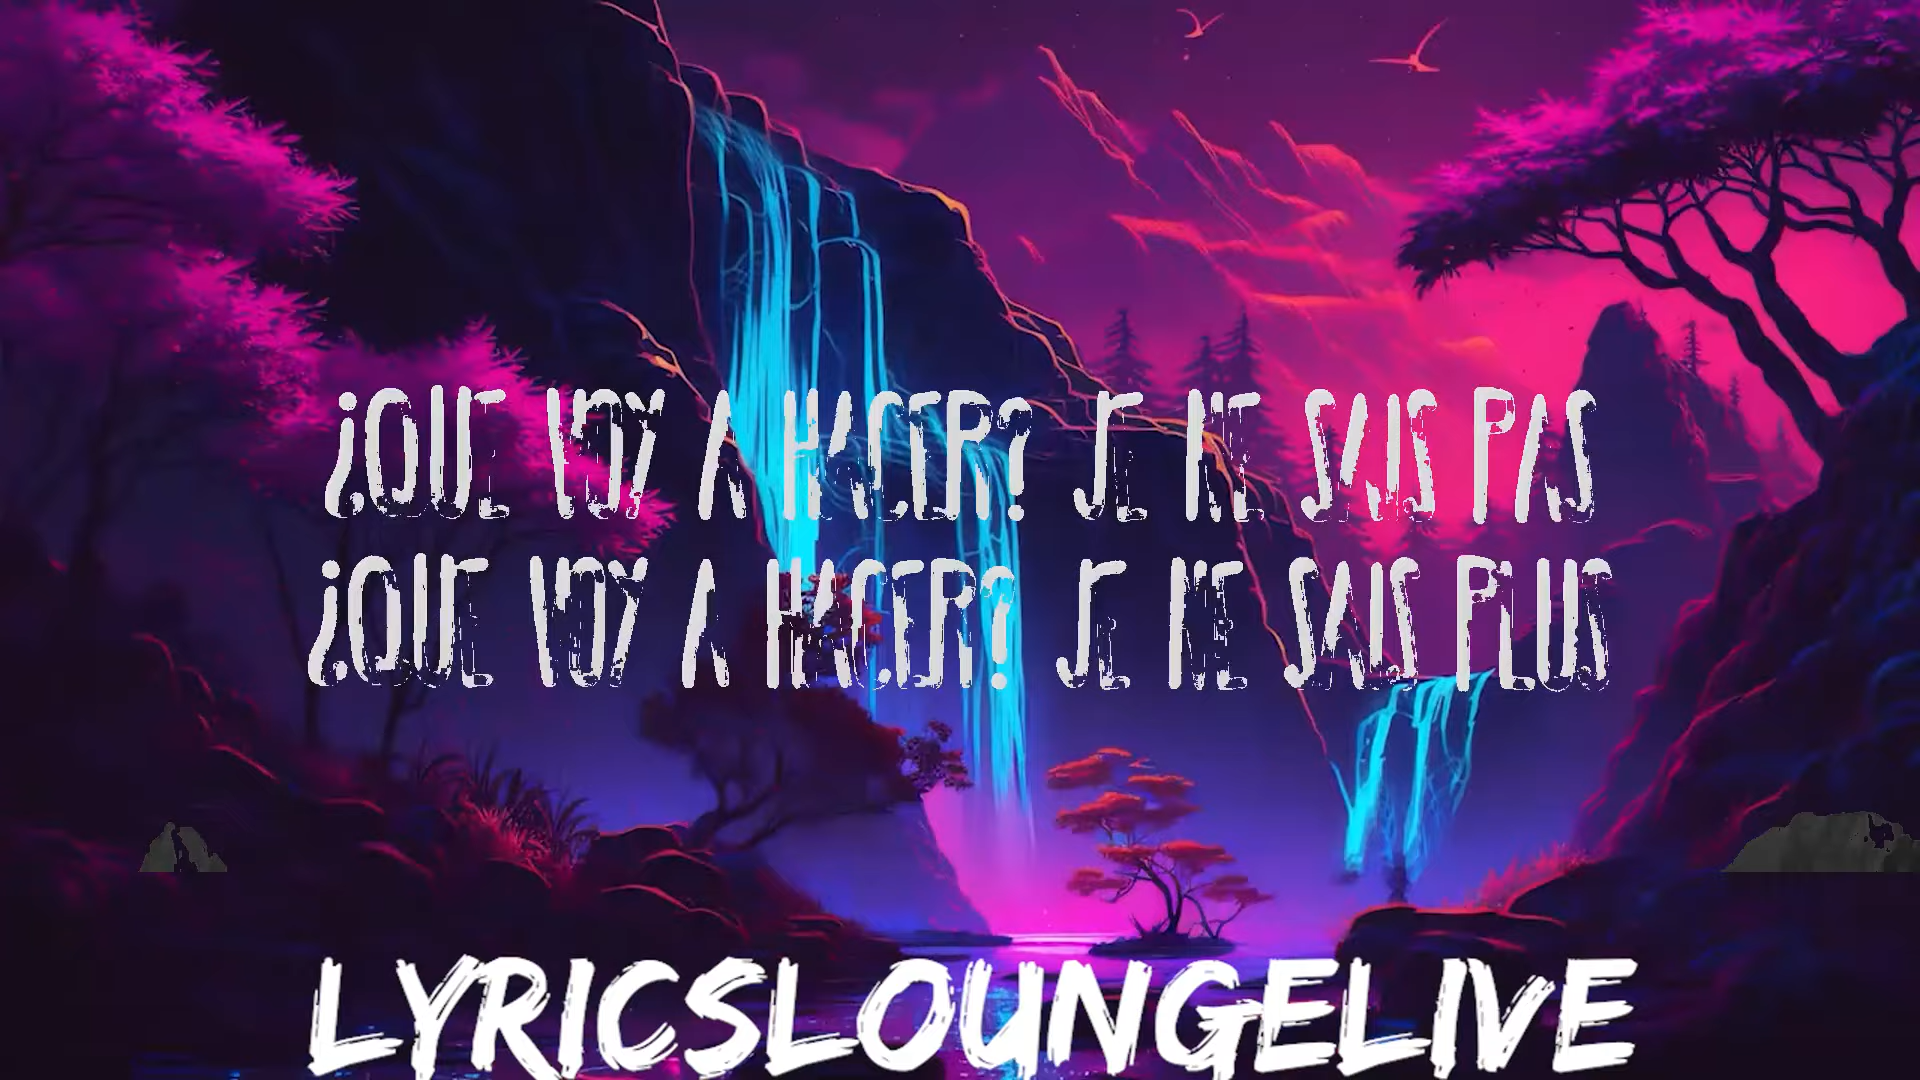 ¿QUE VOY A HACER? JE NE SAIS PAS
¿QUE VOY A HACER? JE NE SAIS PLUS
LYRICSLOUNGELIVE